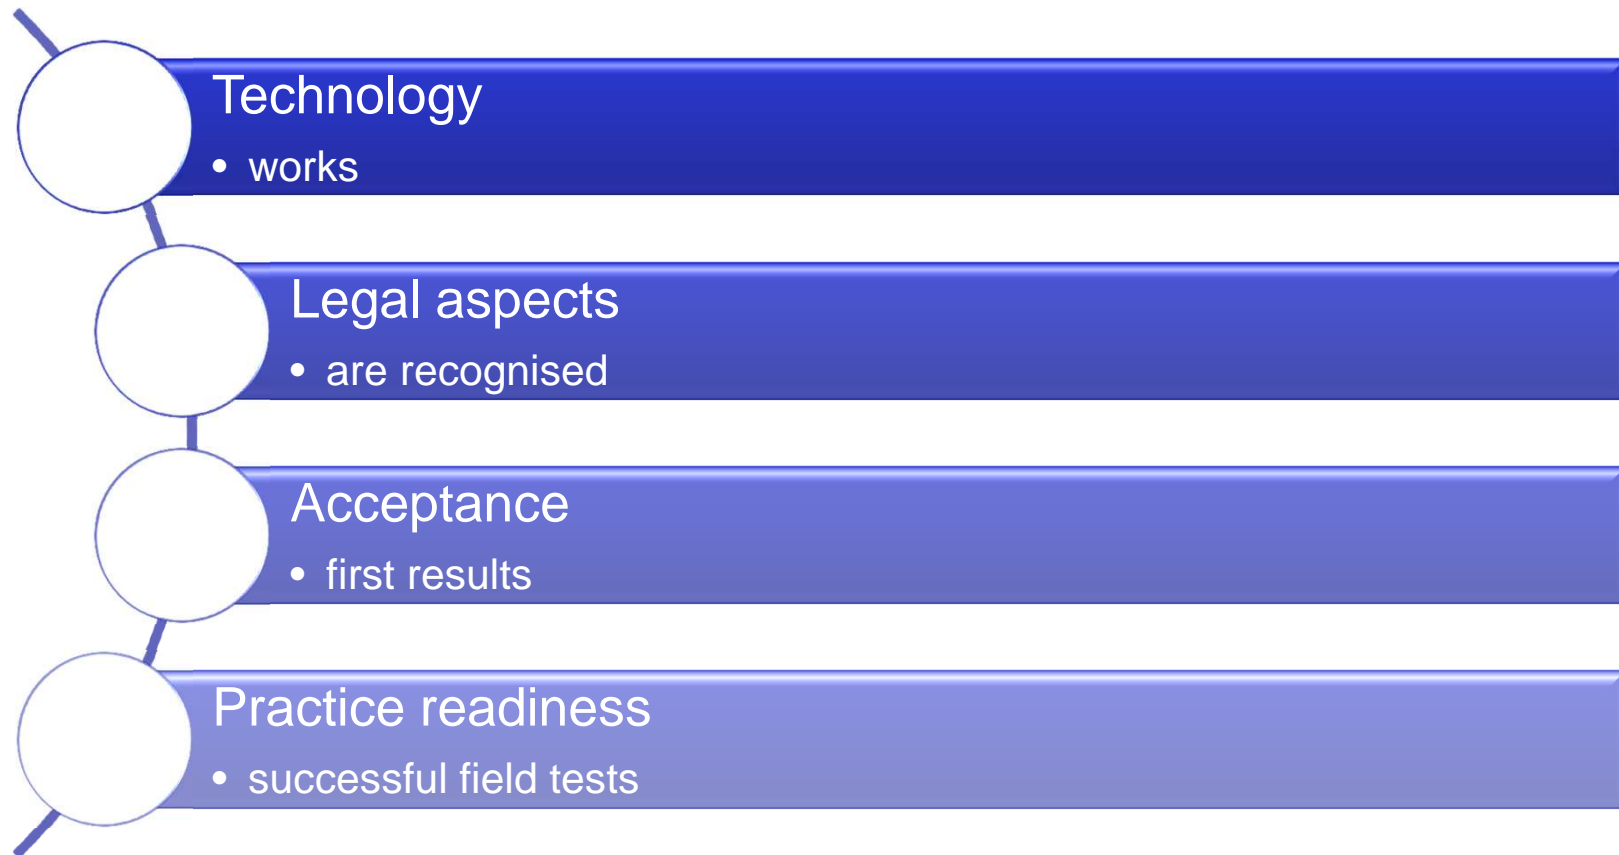 Technology
• works
Legal aspects
• are recognised
Acceptance
• first results
Practice readiness
• successful field tests